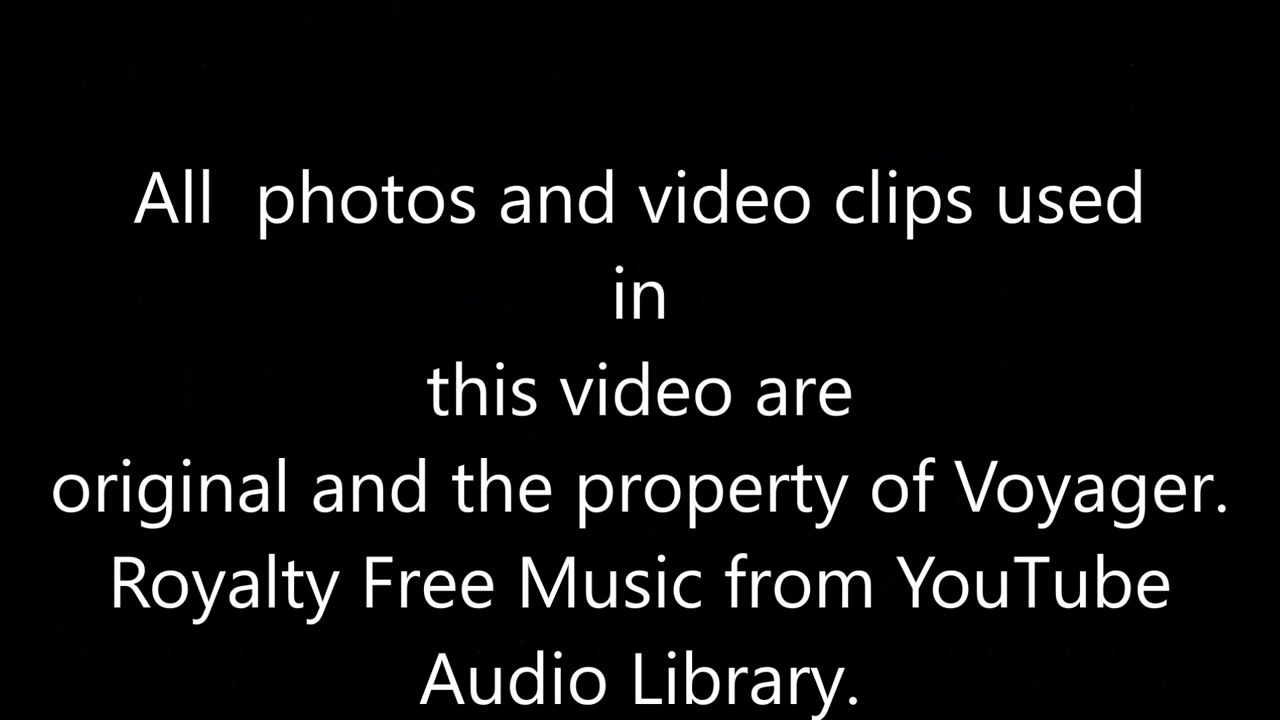 All  photos and video clips used
in
this video are
original and the property of Voyager.
Royalty Free Music from YouTube
Audio Library.